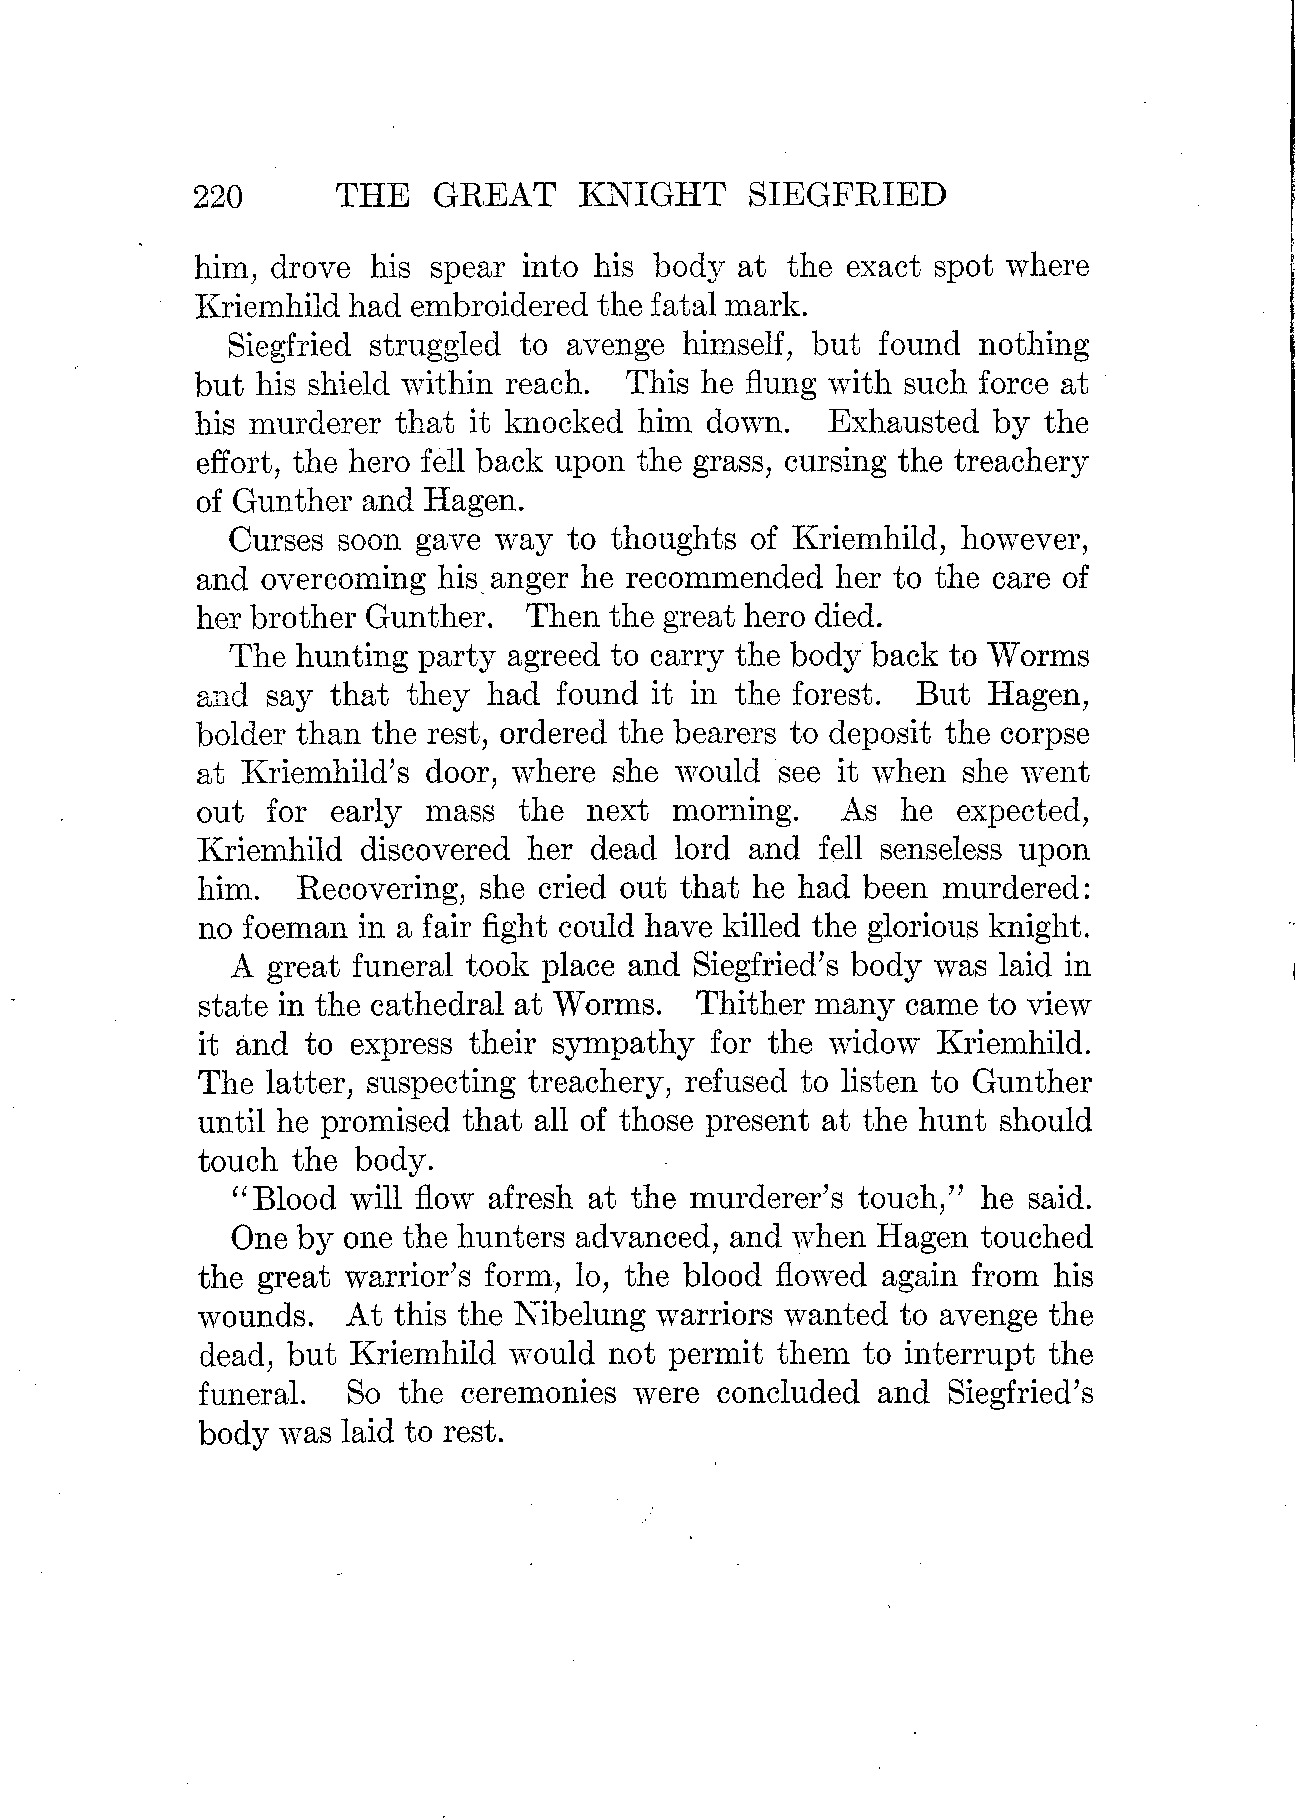 220 THE GREAT KNIGHT SIEGFRIED
him, drove his spear into his body at the exact spot where
Kriemhild had embroidered the fatal mark.
Siegfried struggled to avenge himself, but found nothing
but his shield within reach. This he flung with such force at
his murderer that it knocked him down. Exhausted by the
effort, the hero fell back upon the grass, cursing the treachery
of Gunther and Hagen.
Curses soon gave way to thoughts of Kriemhild, however,
and overcoming his anger he recommended her to the care of
her brother Gunther. Then the great hero died.
The hunting party agreed to carry the body back to Worms
and say that they had found it in the forest. But Hagen,
bolder than the rest, ordered the bearers to deposit the corpse
at Kriemhild's door, where she would see it when she went
out for early mass the next morning. As he expected,
Kriemhild discovered her dead lord and fell senseless upon
him. Recovering, she cried out that he had been murdered:
no foeman in a fair fight could have killed the glorious knight.
A great funeral took place and Siegfried's body was laid in
state in the cathedral at Worms. Thither many came to view
it and to express their sympathy for the widow Kriemhild.
The latter, suspecting treachery, refused to listen to Gunther
until he promised that all of those present at the hunt should
touch the body.
"Blood will flow afresh at the murderer's touch," he said.
One by one the hunters advanced, and when Hagen touched
the great warrior's form, lo, the blood flowed again from his
wounds. At this the Nibelung warriors wanted to avenge the
dead, but Kriemhild would not permit them to interrupt the
funeral. So the ceremonies were concluded and Siegfried's
body was laid to rest.